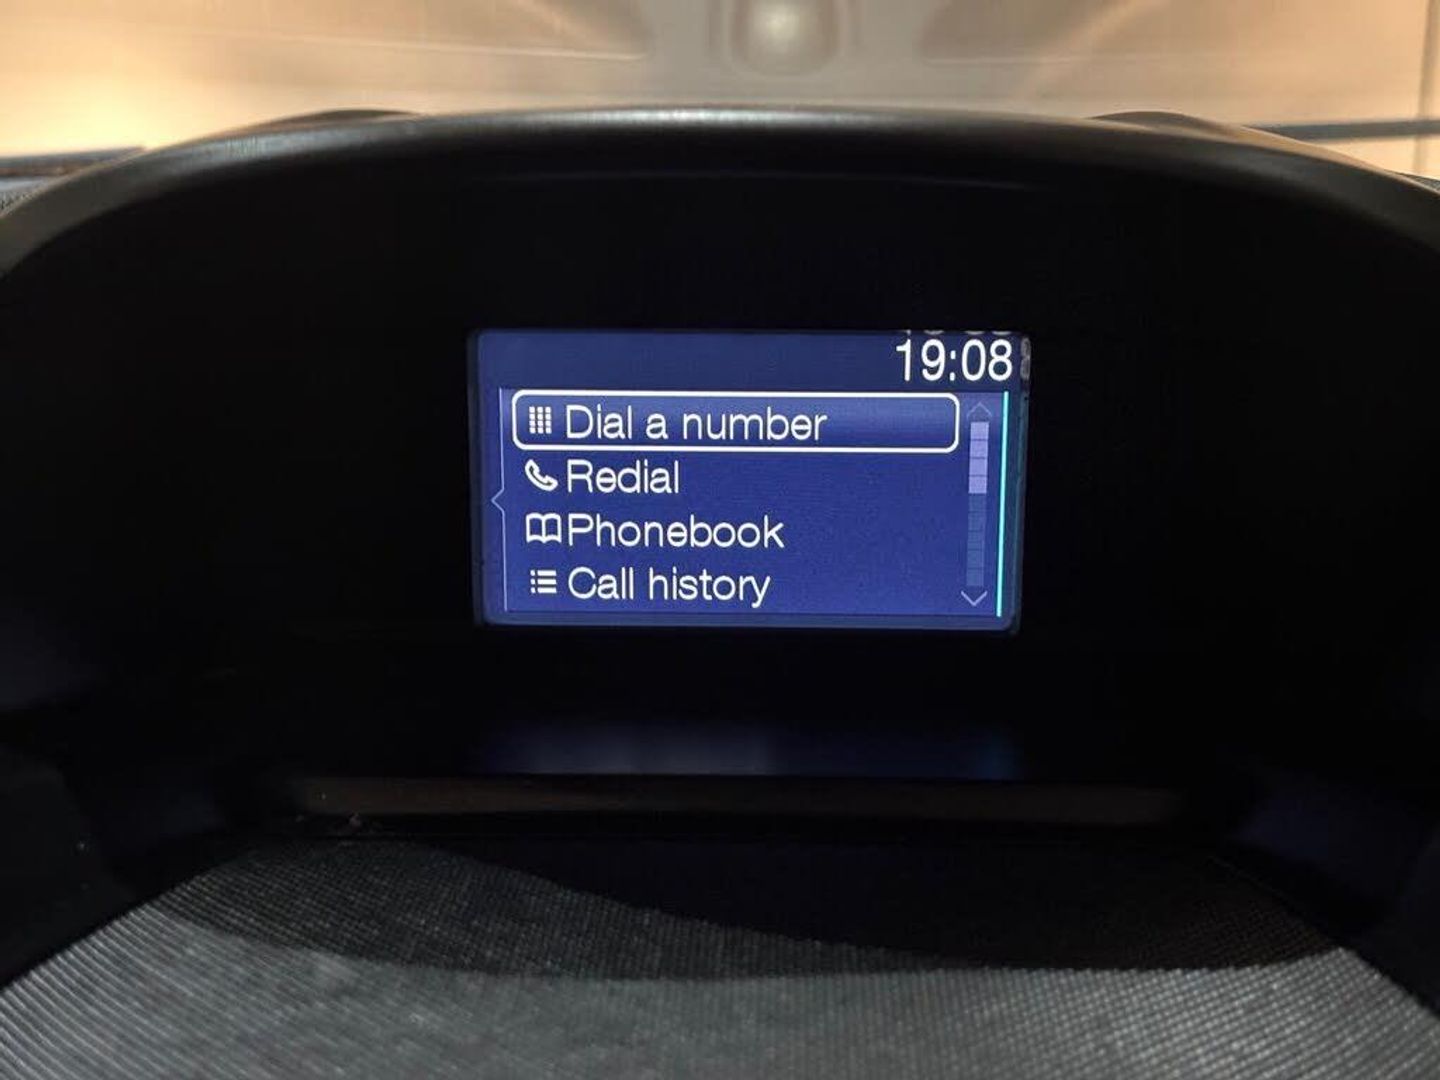 19:08
Dial a number
Redial
Phonebook
Call history